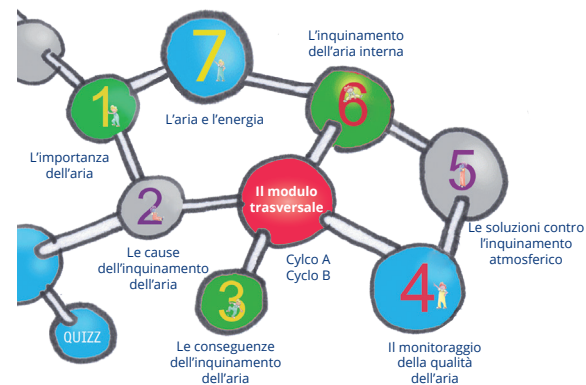 7
L'aria e l'energia
L'inquinamento
dell'aria interna
6
1
L'importanza
dell'aria
2
Le cause
dell'inquinamento
dell'aria
Il modulo
trasversale
Cylco A
Cyclo B
5
Le soluzioni contro
l'inquinamento
atmosferico
3
Le conseguenze
dell'inquinamento
dell'aria
4
Il monitoraggio
della qualità
dell'aria
QUIZZ